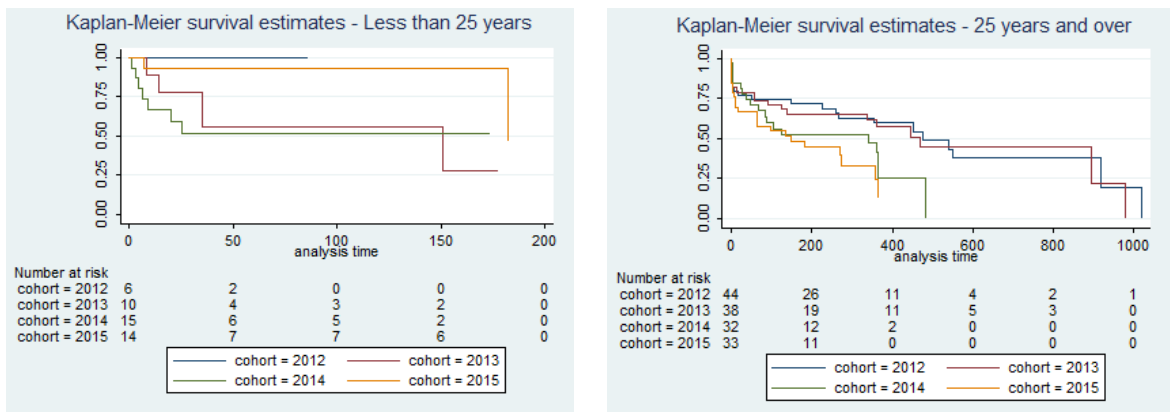 Kaplan-Meier survival estimates - Less than 25 years
1.00
0.75
0.50
0.25
0.00
0 50 100 150 200
analysis time
Number at risk
cohort = 2012 6 2 0 0 0
cohort = 2013 10 4 3 2 0
cohort = 2014 15 6 5 2 0
cohort = 2015 14 7 7 6 0
cohort = 2012 cohort = 2013
cohort = 2014 cohort = 2015
Kaplan-Meier survival estimates - 25 years and over
1.00
0.75
0.50
0.25
0.00
0 200 400 600 800 1000
analysis time
Number at risk
cohort = 2012 44 26 11 4 2 1
cohort = 2013 38 19 11 5 3 0
cohort = 2014 32 12 2 0 0 0
cohort = 2015 33 11 0 0 0 0
cohort = 2012 cohort = 2013
cohort = 2014 cohort = 2015